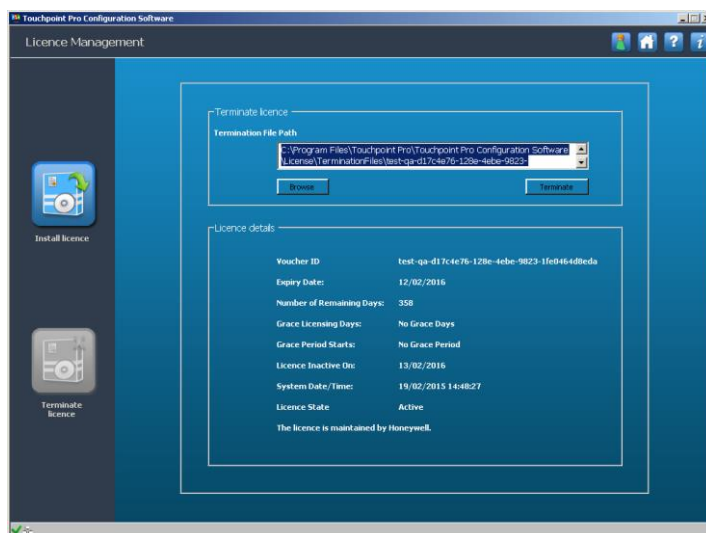 Touchpoint Pro Configuration Software
Licence Management
Terminate licence
Termination File Path
C:\Program Files\Touchpoint Pro\Touchpoint Pro Configuration Software
\License\TerminationFiles\test-qa-d17c4e76-128e-4ebe-9823-
Browse
Terminate
Install licence
Terminate
licence
Licence details
Voucher ID test-qa-d17c4e76-128e-4ebe-9823-1fe0464d8eda
Expiry Date: 12/02/2016
Number of Remaining Days: 358
Grace Licensing Days: No Grace Days
Grace Period Starts: No Grace Period
Licence Inactive On: 13/02/2016
System Date/Time: 19/02/2015 14:48:27
Licence State Active
The licence is maintained by Honeywell.